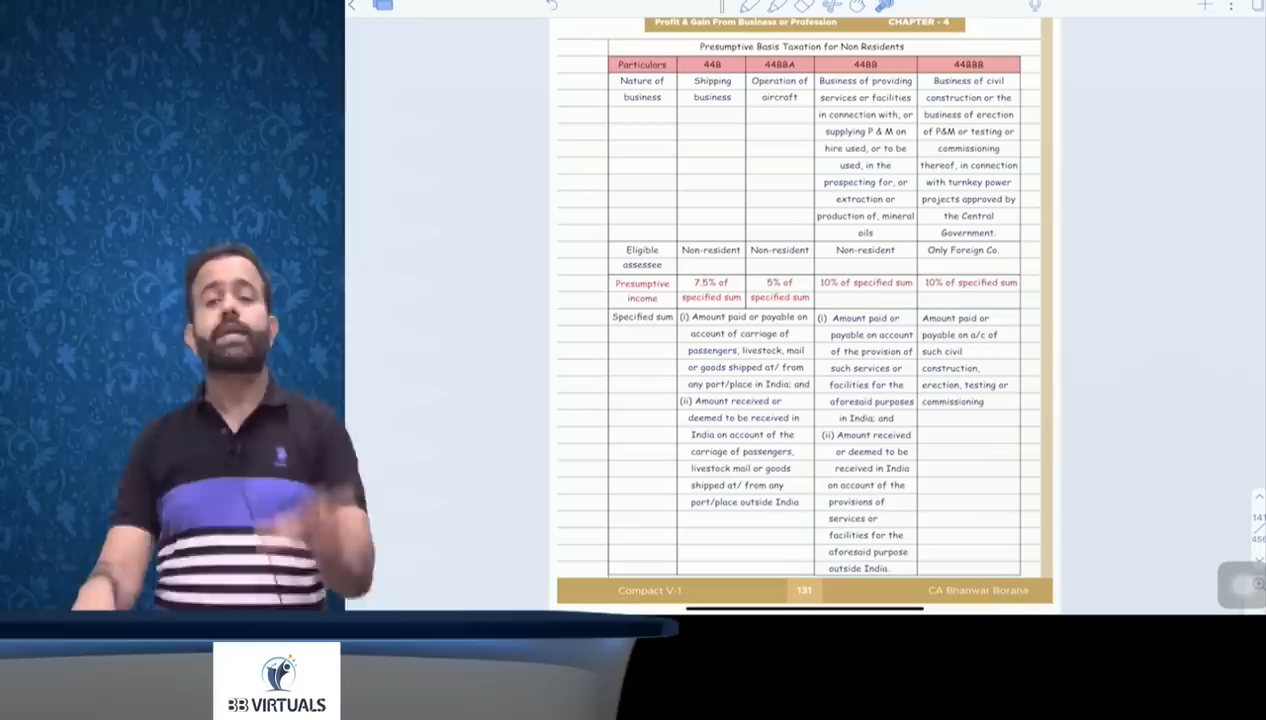 Profit & Gain From Business or Profession CHAPTER - 4
Presumptive Basis Taxation for Non Residents
Particulars 44B 44BBA 44BB 44BBB
Nature of Shipping Operation of Business of providing Business of civil
business business aircraft services or facilities construction or the
in connection with, or business of erection
supplying P & M on of P&M or testing or
hire used, or to be commissioning
used, in the thereof, in connection
prospecting for, or with turnkey power
extraction or projects approved by
production of, mineral the Central
oils Government.
Eligible Non-resident Non-resident Non-resident Only Foreign Co.
assessee
Presumptive 7.5% of 5% of 10% of specified sum 10% of specified sum
income specified sum specified sum
Specified sum (i) Amount paid or payable on (i) Amount paid or Amount paid or
account of carriage of payable on account payable on a/c of
passengers, livestock, mail of the provision of such civil
or goods shipped at/ from such services or construction,
any port/place in India; and facilities for the erection, testing or
(ii) Amount received or aforesaid purposes commissioning
deemed to be received in in India; and
India on account of the (ii) Amount received
carriage of passengers, or deemed to be
livestock mail or goods received in India
shipped at/ from any on account of the
port/place outside India provisions of
services or
facilities for the
aforesaid purpose
outside India.
Compact V-1 131 CA Bhanwar Borana
141
/
456
BB VIRTUALS